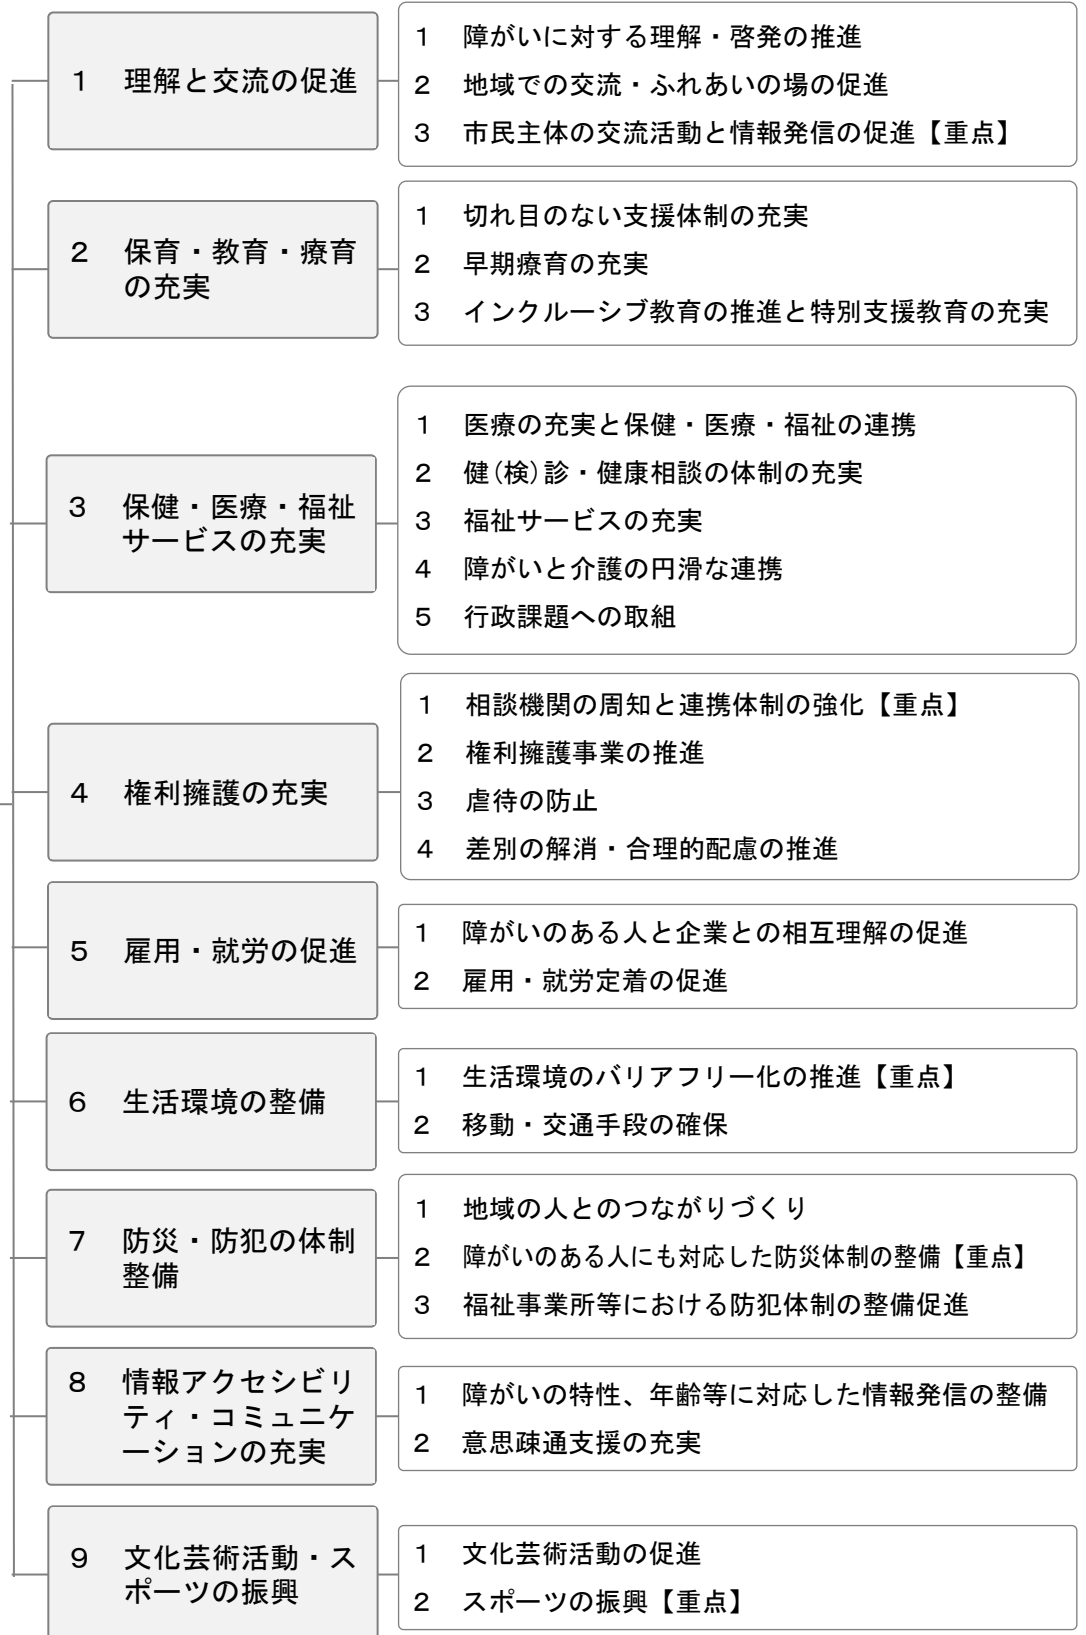 1 理解と交流の促進
1 障がいに対する理解・啓発の推進
2 地域での交流・ふれあいの場の促進
3 市民主体の交流活動と情報発信の促進【重点】
2 保育・教育・療育
の充実
1 切れ目のない支援体制の充実
2 早期療育の充実
3 インクルーシブ教育の推進と特別支援教育の充実
3 保健・医療・福祉
サービスの充実
1 医療の充実と保健・医療・福祉の連携
2 健(検)診・健康相談の体制の充実
3 福祉サービスの充実
4 障がいと介護の円滑な連携
5 行政課題への取組
4 権利擁護の充実
1 相談機関の周知と連携体制の強化【重点】
2 権利擁護事業の推進
3 虐待の防止
4 差別の解消・合理的配慮の推進
5 雇用・就労の促進
1 障がいのある人と企業との相互理解の促進
2 雇用・就労定着の促進
6 生活環境の整備
1 生活環境のバリアフリー化の推進【重点】
2 移動・交通手段の確保
7 防災・防犯の体制
整備
1 地域の人とのつながりづくり
2 障がいのある人にも対応した防災体制の整備【重点】
3 福祉事業所等における防犯体制の整備促進
8 情報アクセシビリ
ティ・コミュニケ
ーションの充実
1 障がいの特性、年齢等に対応した情報発信の整備
2 意思疎通支援の充実
9 文化芸術活動・ス
ポーツの振興
1 文化芸術活動の促進
2 スポーツの振興【重点】